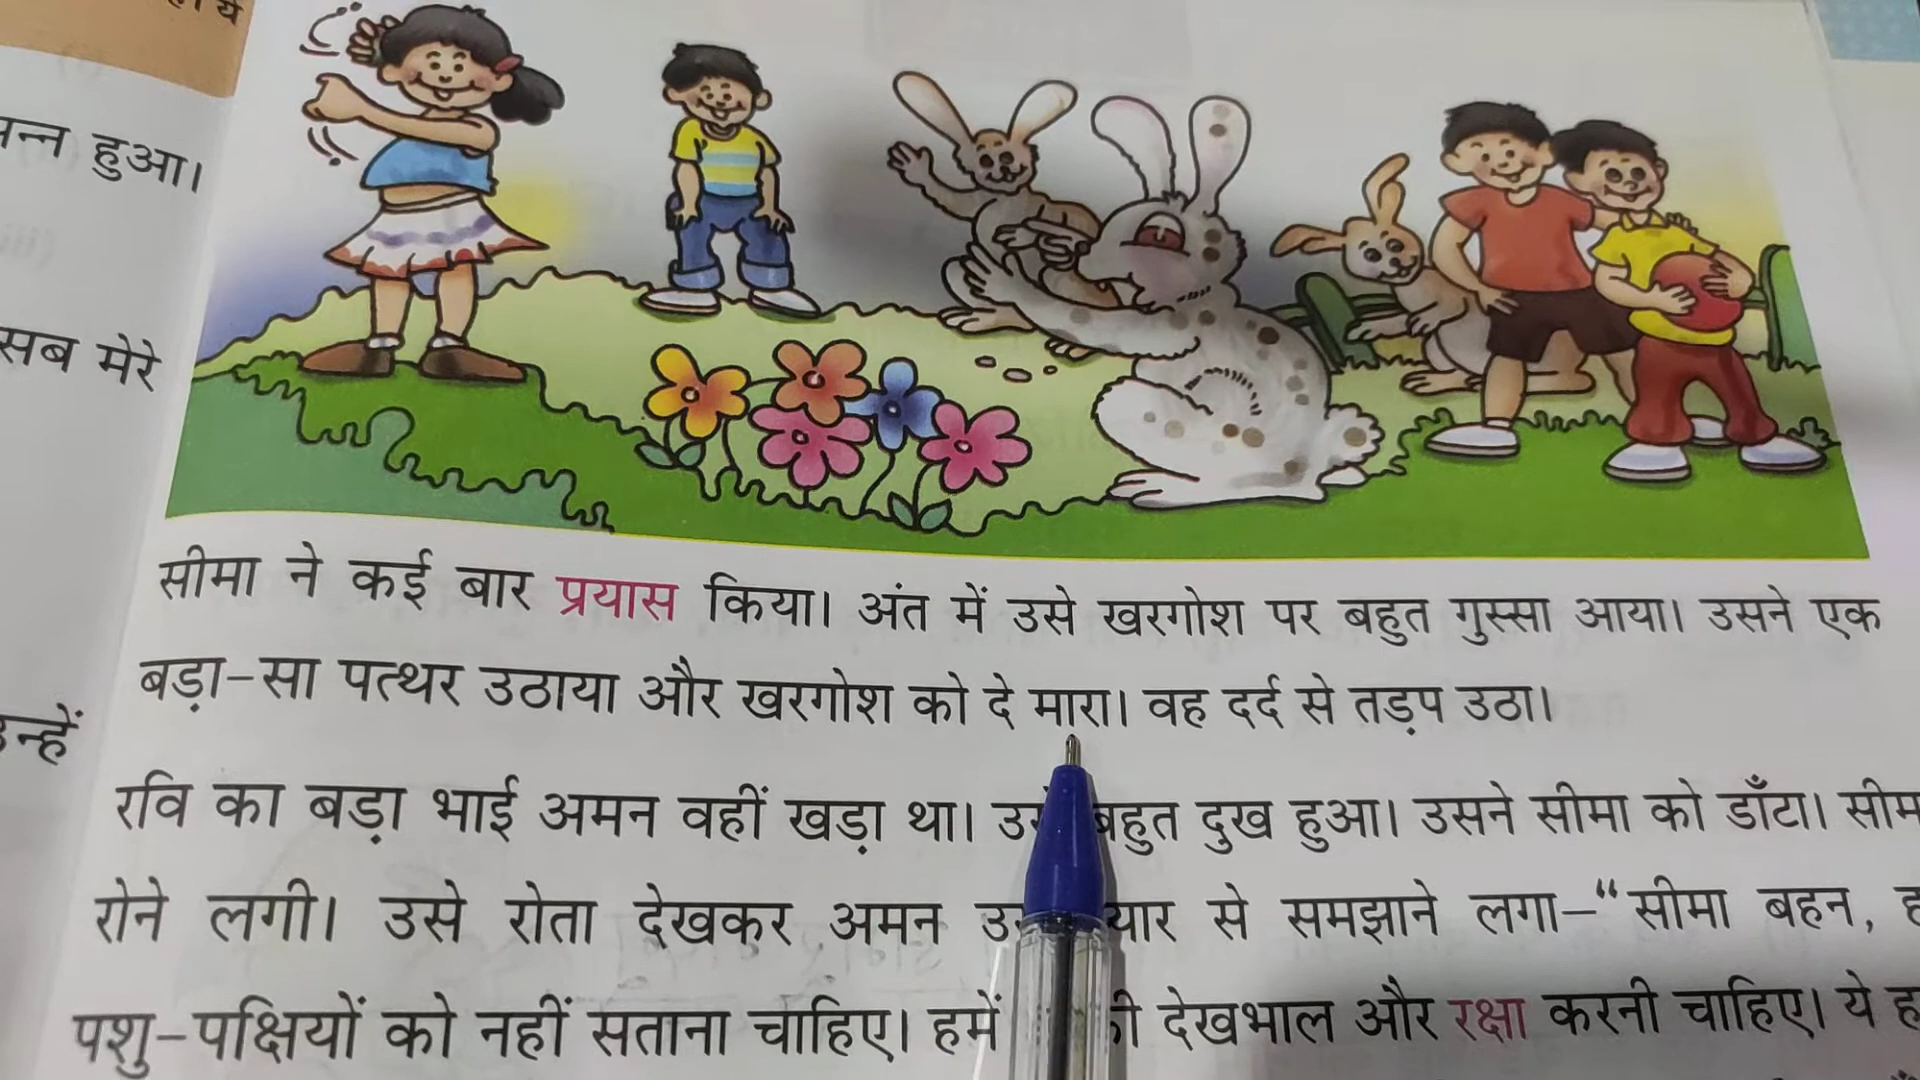 न्न हुआ।
सब मेरे
उन्हें
सीमा ने कई बार प्रयास किया। अंत में उसे खरगोश पर बहुत गुस्सा आया। उसने एक
बड़ा-सा पत्थर उठाया और खरगोश को दे मारा। वह दर्द से तड़प उठा।
रवि का बड़ा भाई अमन वहीं खड़ा था। बहुत दुख हुआ। उसने सीमा को डाँटा। सीम
रोने लगी। उसे रोता देखकर अमन से समझाने लगा–“सीमा बहन,
पशु-पक्षियों को नहीं सताना चाहिए। हमें देखभाल और रक्षा करनी चाहिए। ये